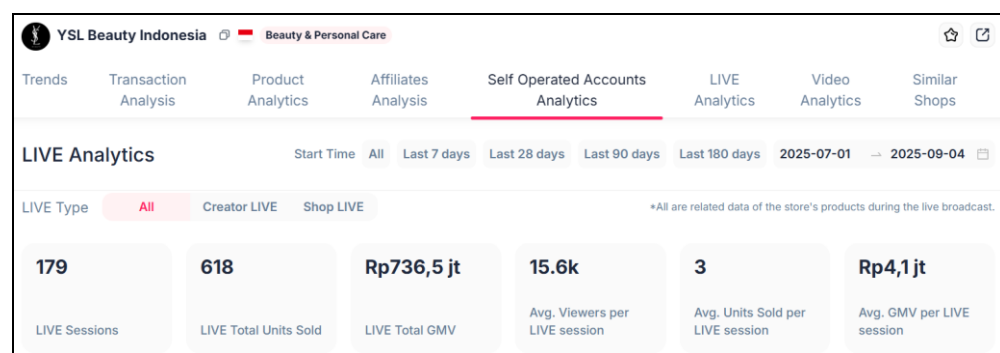 YSL Beauty Indonesia Beauty & Personal Care
Trends Transaction Analysis Product Analytics Affiliates Analysis Self Operated Accounts Analytics LIVE Analytics Video Analytics Similar Shops
LIVE Analytics Start Time All Last 7 days Last 28 days Last 90 days Last 180 days 2025-07-01 → 2025-09-04
LIVE Type All Creator LIVE Shop LIVE *All are related data of the store's products during the live broadcast.
179 618 Rp736,5 jt 15.6k 3 Rp4,1 jt
LIVE Sessions LIVE Total Units Sold LIVE Total GMV Avg. Viewers per LIVE session Avg. Units Sold per LIVE session Avg. GMV per LIVE session